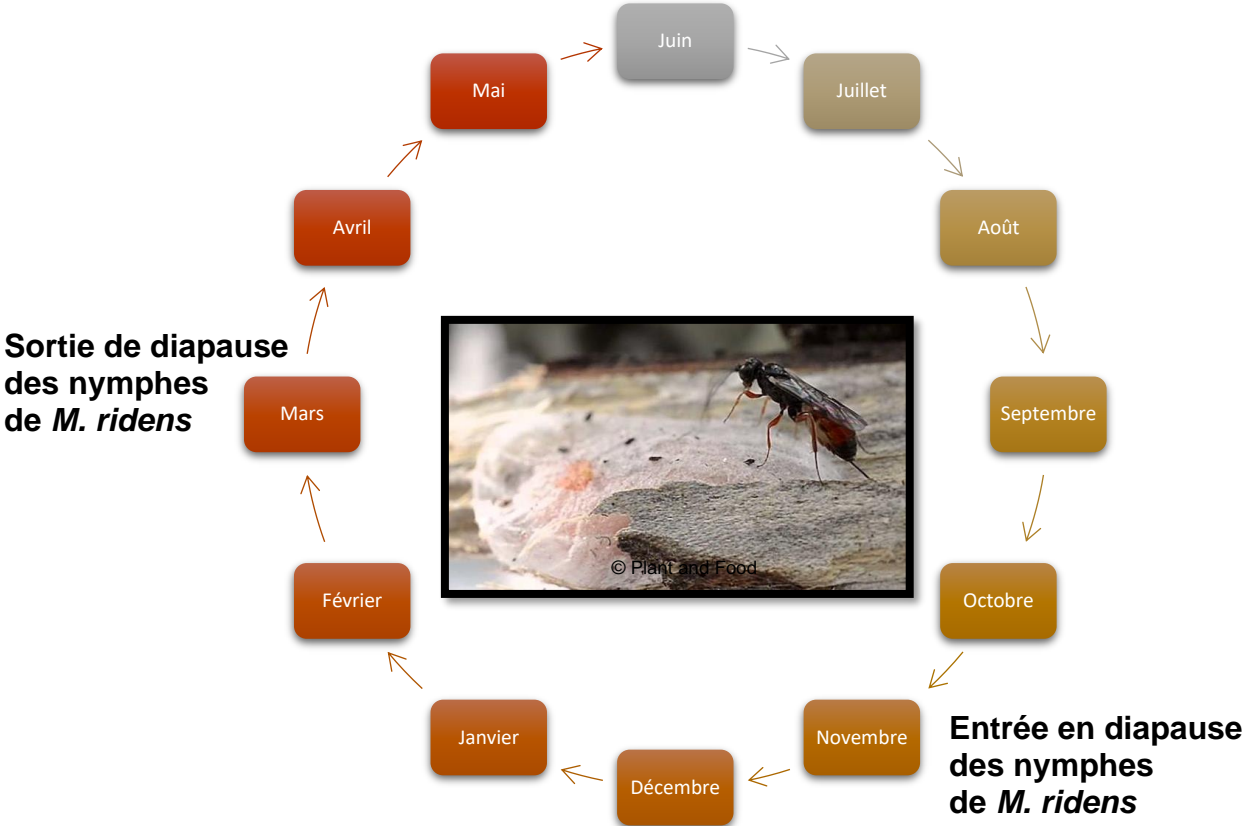 Juin
Juillet
Août
Septembre
Octobre
Novembre
Décembre
Janvier
Février
Mars
Avril
Mai
Sortie de diapause
des nymphes
de M. ridens
Entrée en diapause
des nymphes
de M. ridens
© Plant and Food